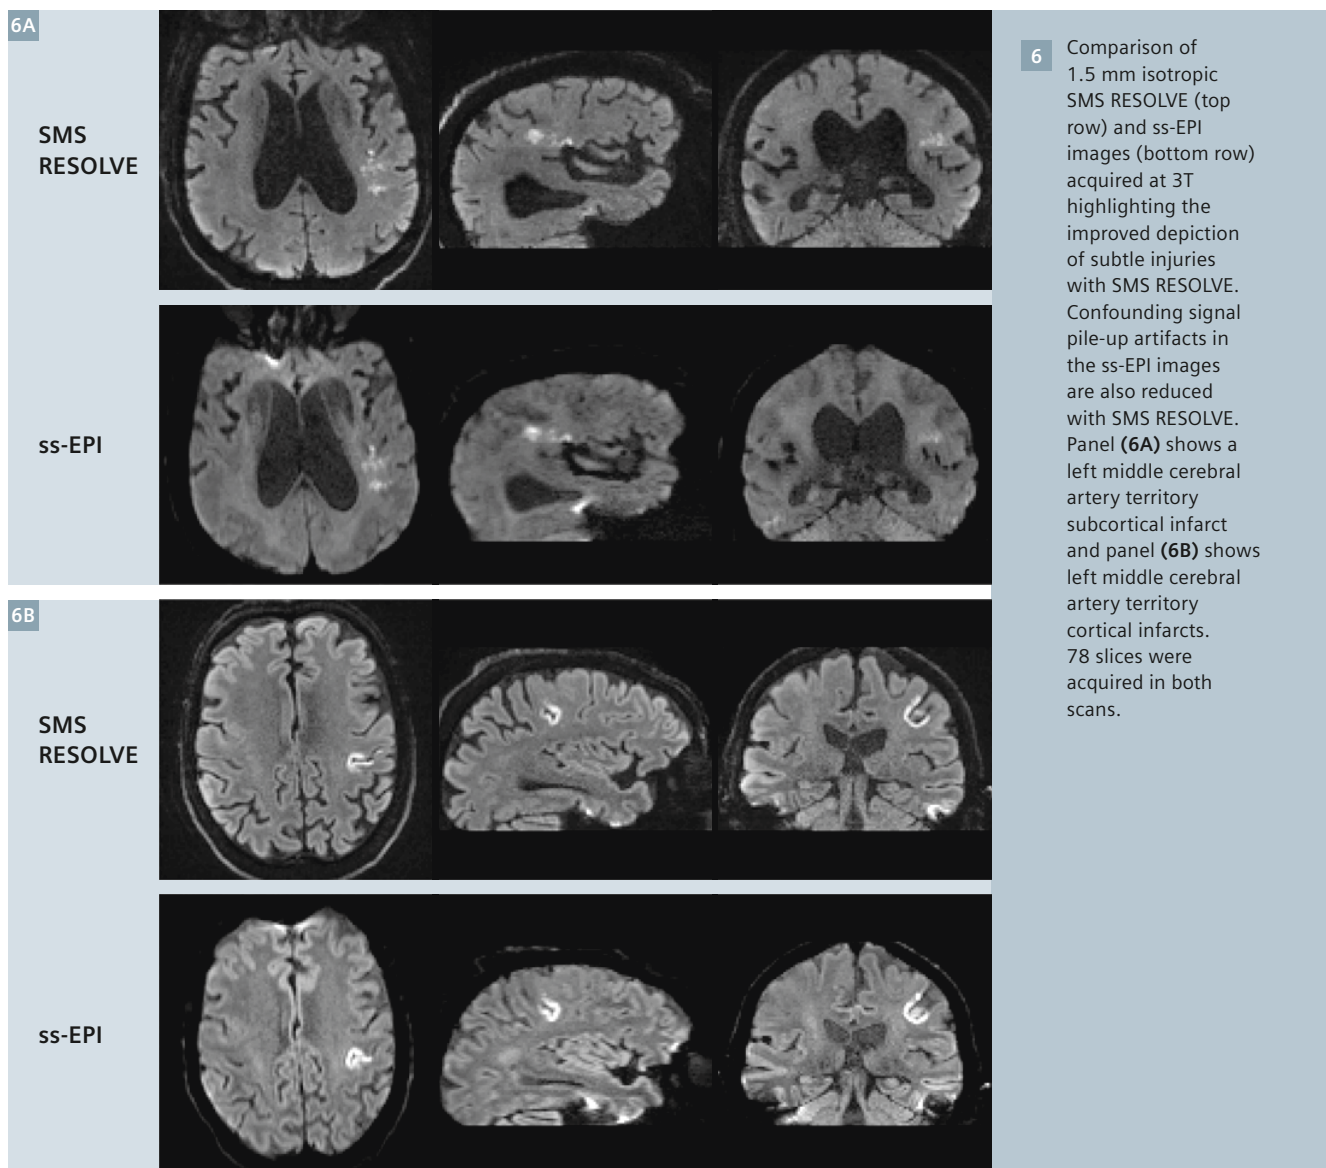 6A
SMS
RESOLVE
ss-EPI
6B
SMS
RESOLVE
ss-EPI
6
Comparison of
1.5 mm isotropic
SMS RESOLVE (top
row) and ss-EPI
images (bottom row)
acquired at 3T
highlighting the
improved depiction
of subtle injuries
with SMS RESOLVE.
Confounding signal
pile-up artifacts in
the ss-EPI images
are also reduced
with SMS RESOLVE.
Panel (6A) shows a
left middle cerebral
artery territory
subcortical infarct
and panel (6B) shows
left middle cerebral
artery territory
cortical infarcts.
78 slices were
acquired in both
scans.